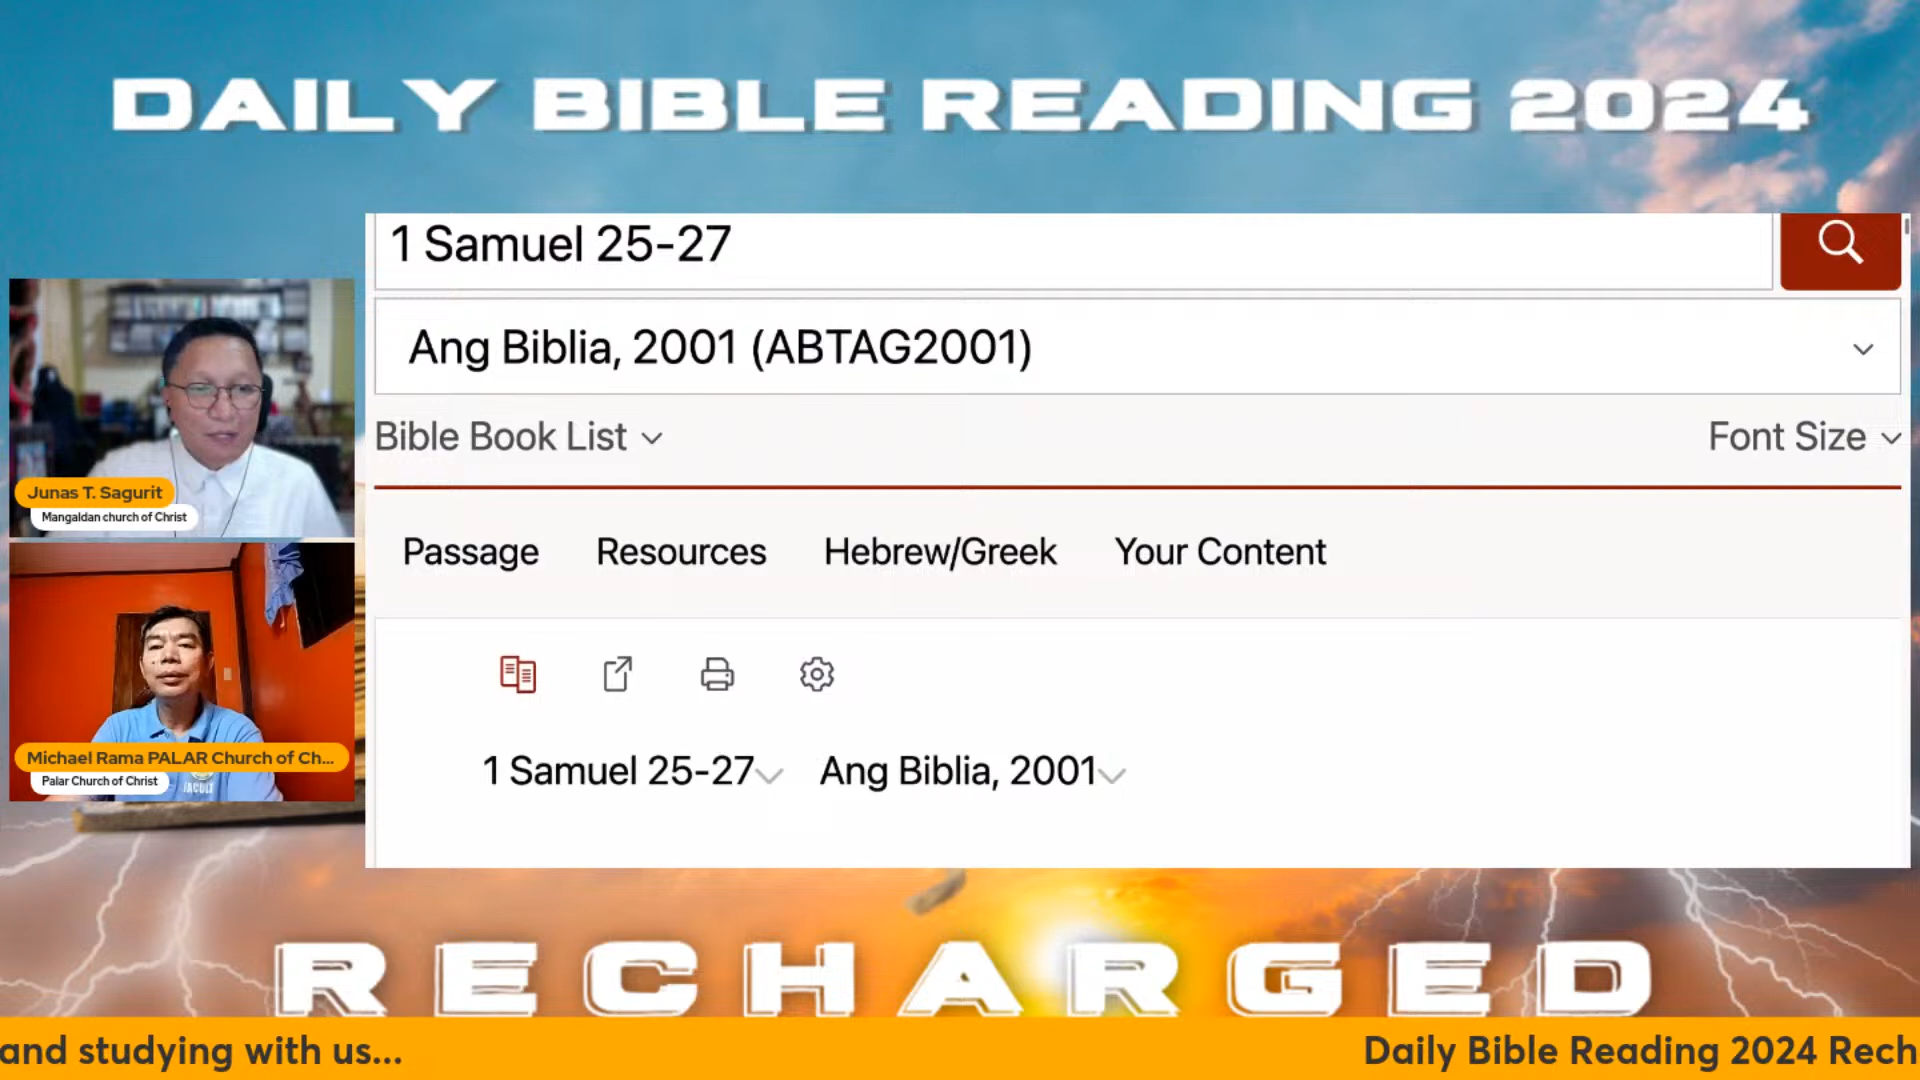 DAILY BIBLE READING 2024
1 Samuel 25-27
Ang Biblia, 2001 (ABTAG2001)
Bible Book List
Font Size
Passage Resources Hebrew/Greek Your Content
1 Samuel 25-27 Ang Biblia, 2001
Junas T. Sagurit
Mangaldan church of Christ
Michael Rama PALAR Church of Ch...
Palar Church of Christ
RECHARGED
and studying with us...
Daily Bible Reading 2024 Rech